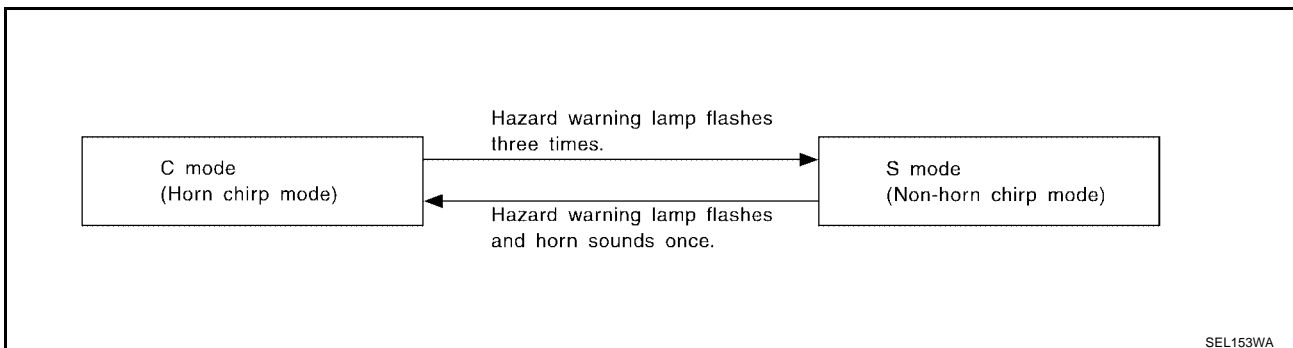 Hazard warning lamp flashes
three times.
C mode
(Horn chirp mode)
S mode
(Non-horn chirp mode)
Hazard warning lamp flashes
and horn sounds once.
SEL153WA